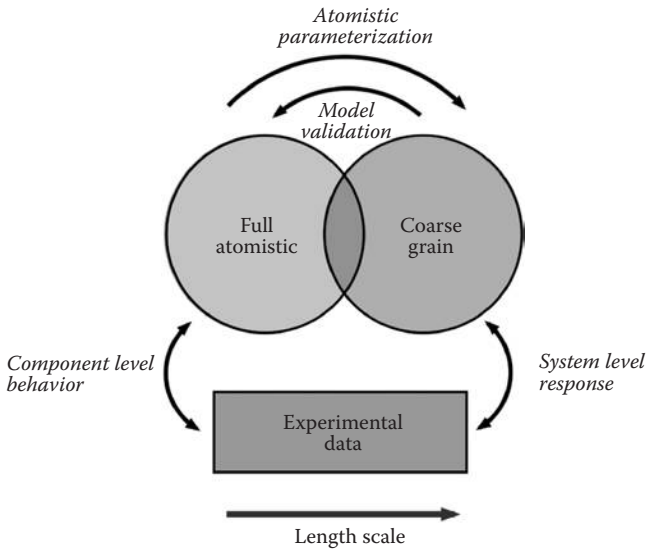 Atomistic
parameterization
Model
validation
Full
atomistic
Coarse
grain
Component level
behavior
System level
response
Experimental
data
Length scale